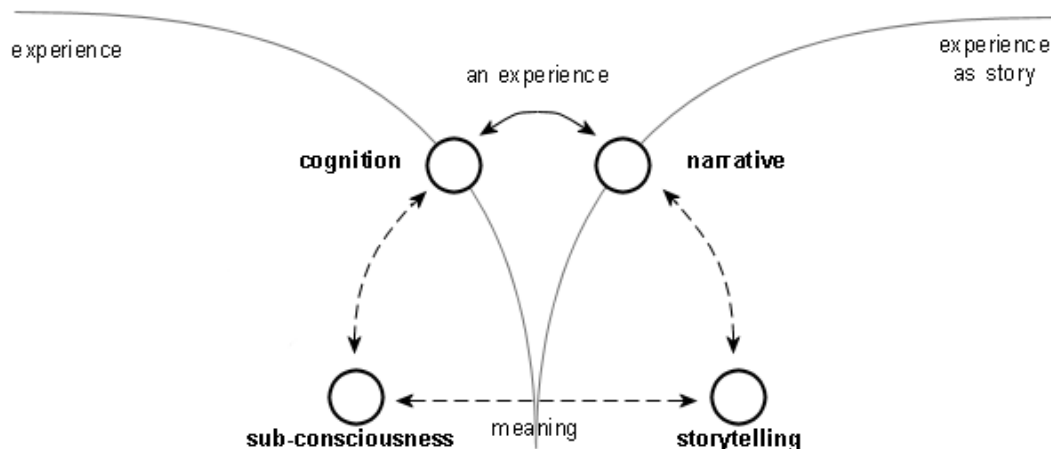 experience
experience
as story
an experience
cognition
narrative
meaning
sub-consciousness
storytelling